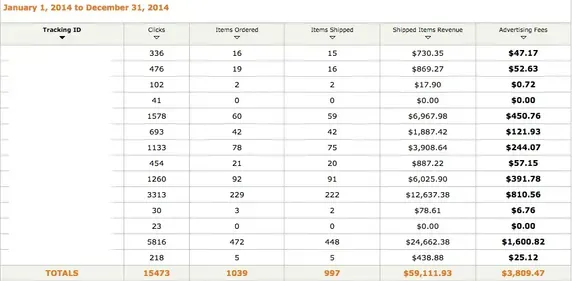 January 1, 2014 to December 31, 2014
Tracking ID Clicks Items Ordered Items Shipped Shipped Items Revenue Advertising Fees
336 16 15 $730.35 $47.17
476 19 16 $869.27 $52.63
102 2 2 $17.90 $0.72
41 0 0 $0.00 $0.00
1578 60 59 $6,967.98 $450.76
693 42 42 $1,887.42 $121.93
1133 78 75 $3,908.64 $244.07
454 21 20 $887.22 $57.15
1260 92 91 $6,025.90 $391.78
3313 229 222 $12,637.38 $810.56
30 3 2 $78.61 $6.76
23 0 0 $0.00 $0.00
5816 472 448 $24,662.38 $1,600.82
218 5 5 $438.88 $25.12
TOTALS 15473 1039 997 $59,111.93 $3,809.47